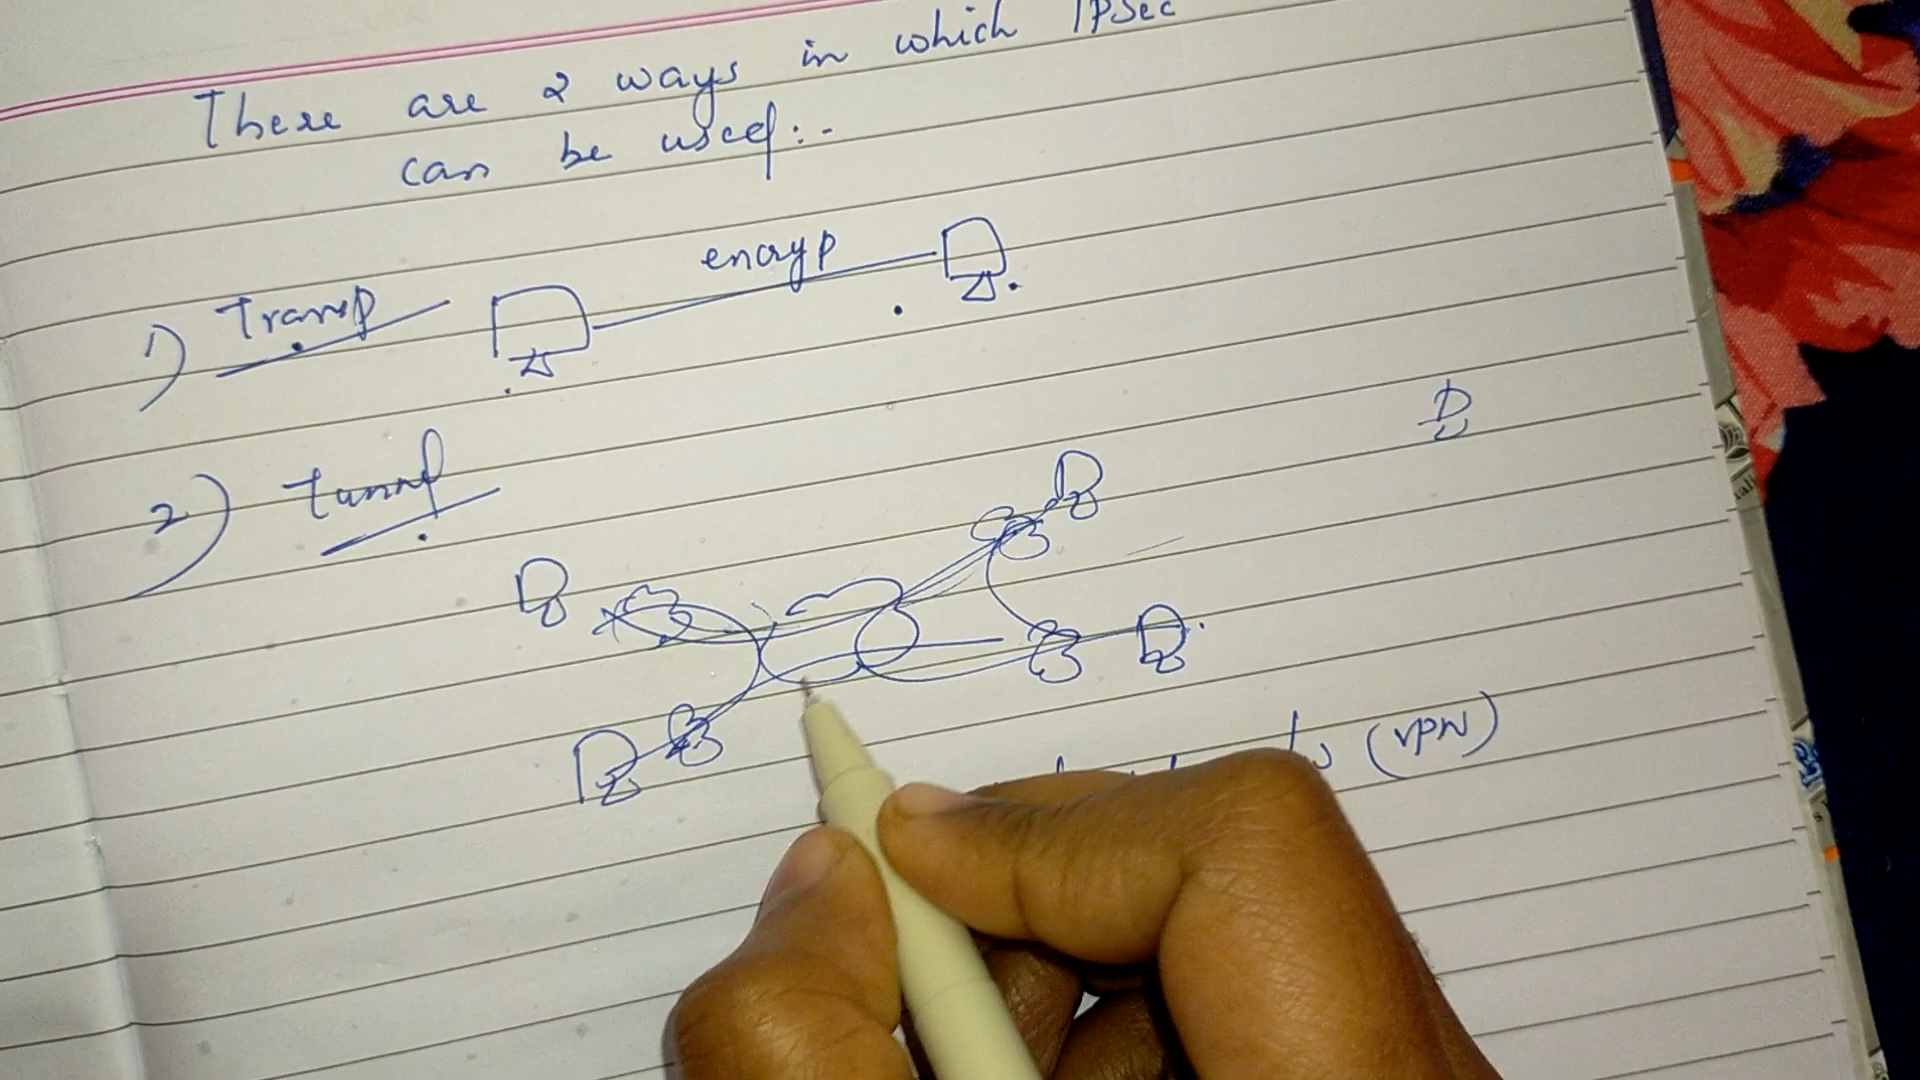 There are 2 ways in which IPSec
can be used:-
encryp
1) Transp
2) Tunnel
(VPN)